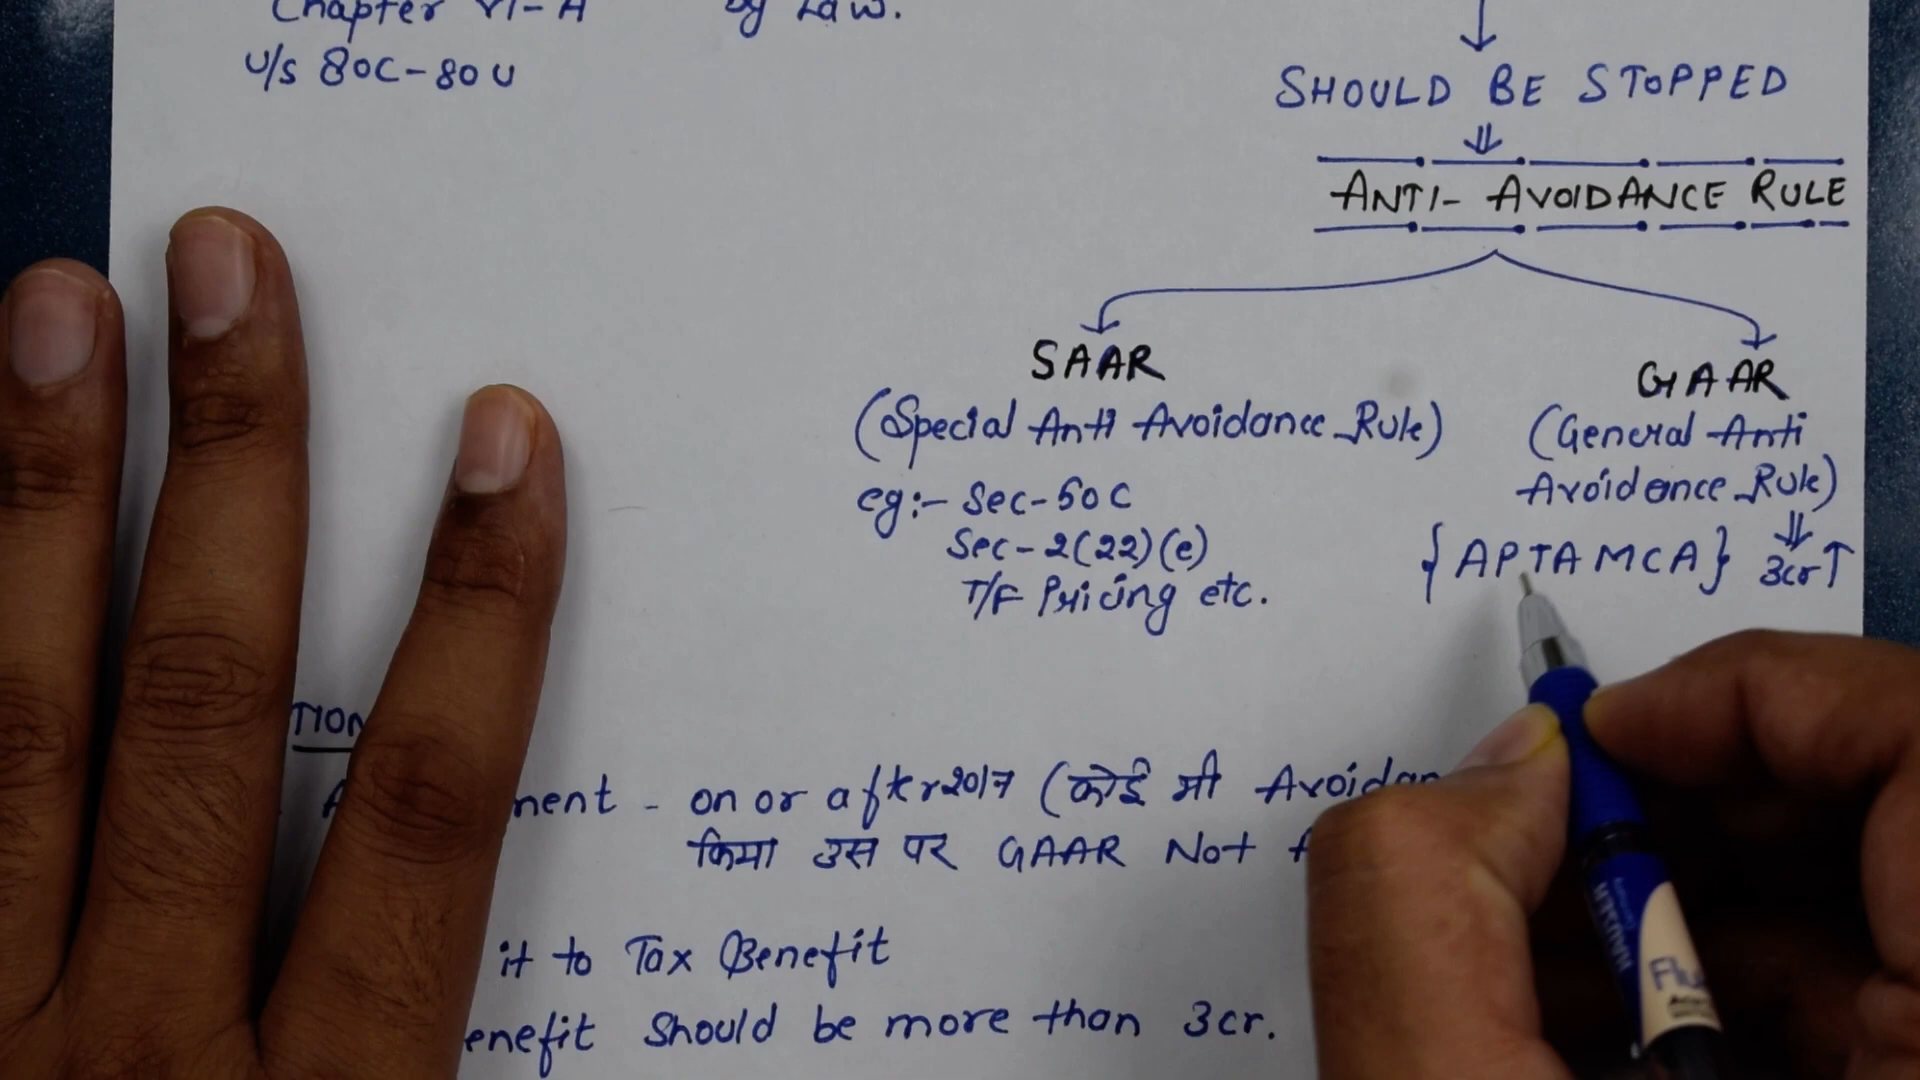 Chapter VI-A by Law.
U/s 80C-80U
SHOULD BE STOPPED
ANTI- AVOIDANCE RULE
SAAR
(Special Anti Avoidance Rule)
eg:- Sec-50C
Sec-2(22)(e)
T/F Pricing etc.
GAAR
(General Anti
Avoidance Rule)
{APTAMCA} 3cr↑
TION
nent - on or after 2017 (कोई भी Avoidan
किया उस पर GAAR Not
it to Tax Benefit
enefit should be more than 3cr.